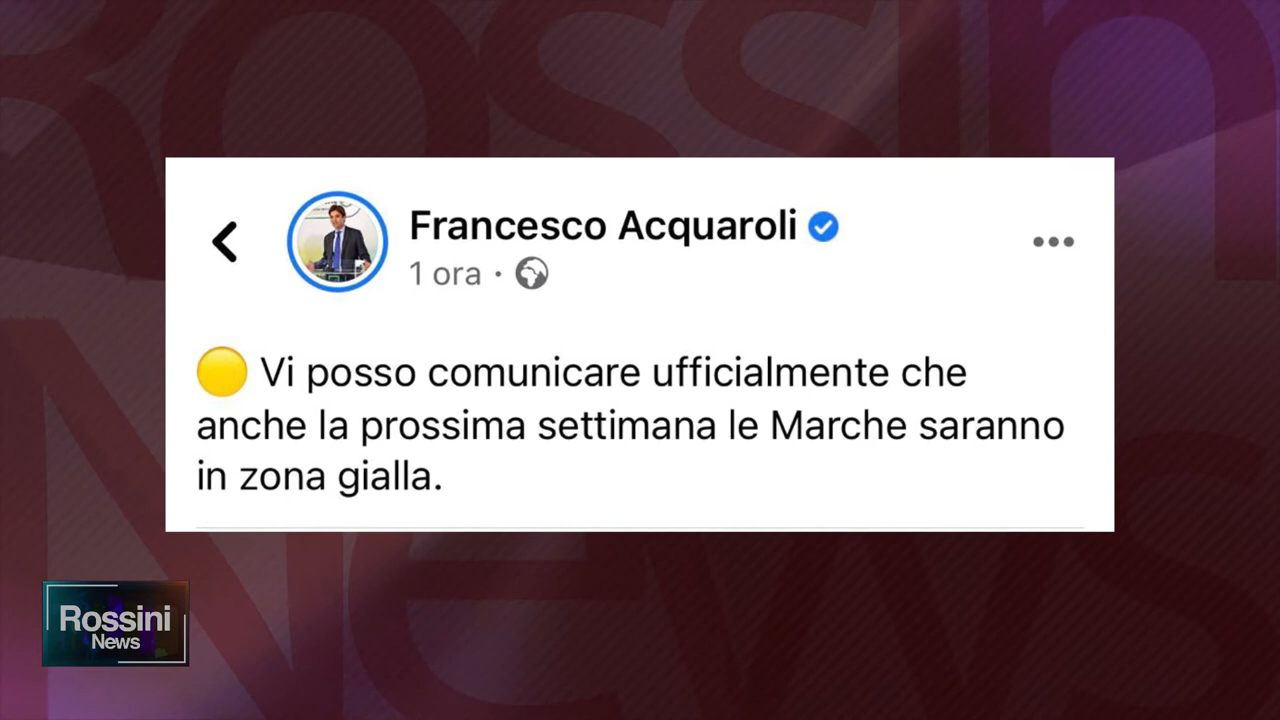 Francesco Acquaroli
1 ora ·
Vi posso comunicare ufficialmente che
anche la prossima settimana le Marche saranno
in zona gialla.
Rossini
News